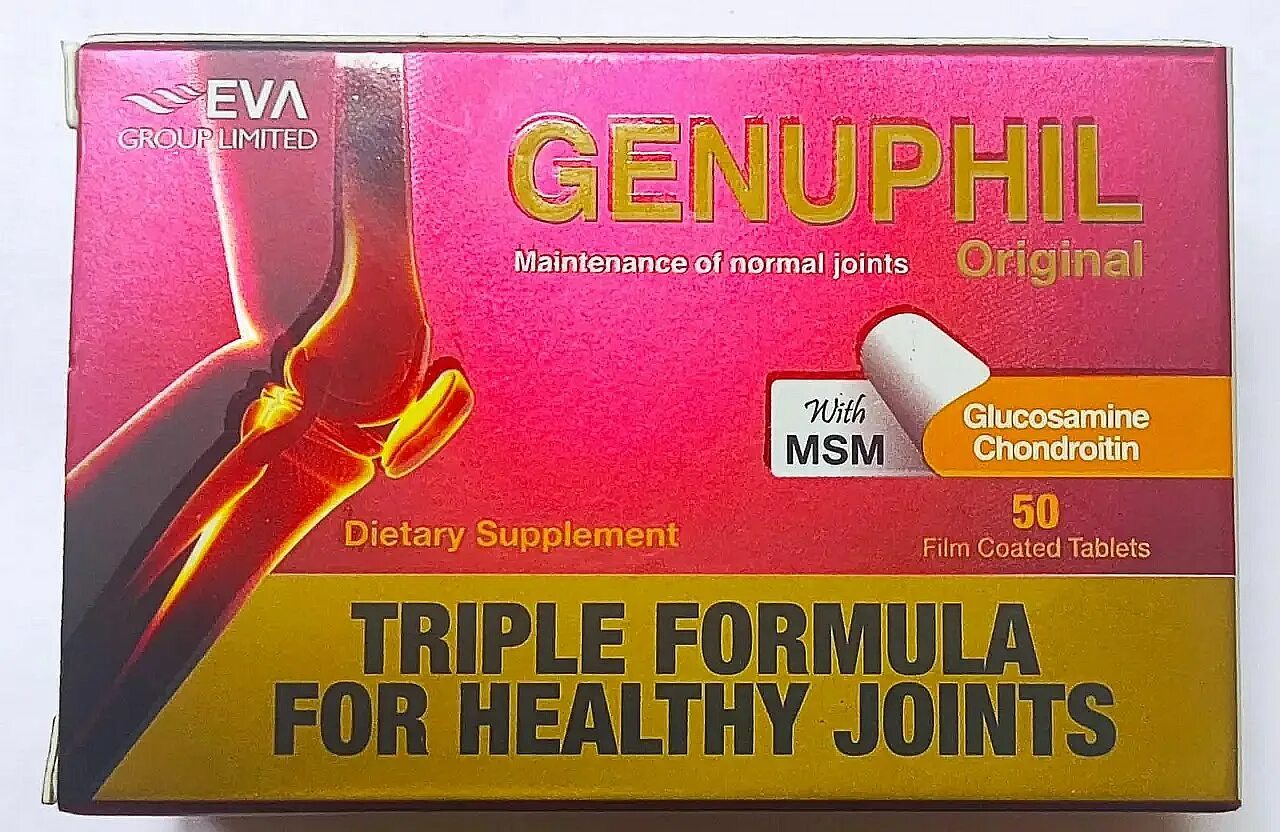 EVA
GROUP LIMITED
GENUPHIL
Original
Maintenance of normal joints
With
MSM
Glucosamine
Chondroitin
50
Film Coated Tablets
Dietary Supplement
TRIPLE FORMULA
FOR HEALTHY JOINTS